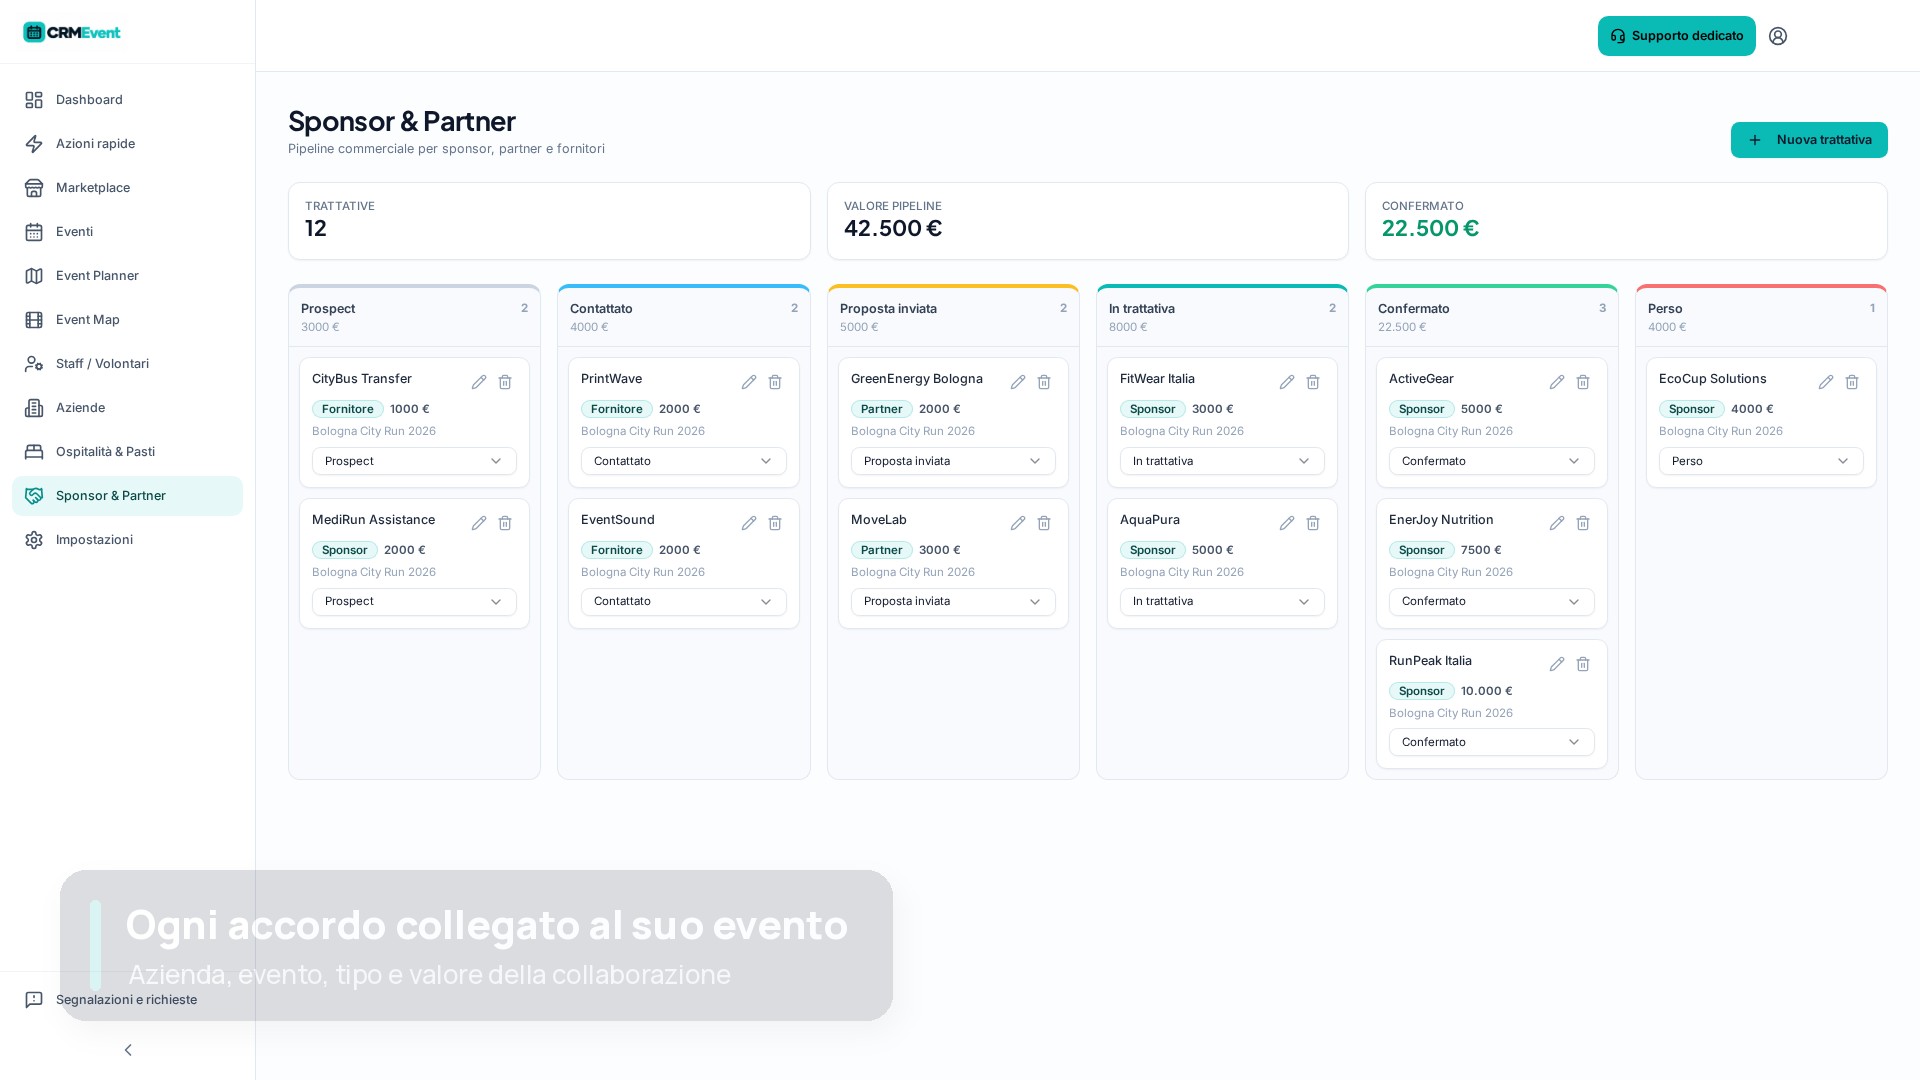 CRMEvent
Supporto dedicato
Dashboard
Azioni rapide
Marketplace
Eventi
Event Planner
Event Map
Staff / Volontari
Aziende
Ospitalità & Pasti
Sponsor & Partner
Impostazioni
Segnalazioni e richieste
Sponsor & Partner
Pipeline commerciale per sponsor, partner e fornitori
Nuova trattativa
TRATTATIVE
12
VALORE PIPELINE
42.500 €
CONFERMATO
22.500 €
Prospect 2
3000 €
CityBus Transfer
Fornitore 1000 €
Bologna City Run 2026
Prospect
MediRun Assistance
Sponsor 2000 €
Bologna City Run 2026
Prospect
Contattato 2
4000 €
PrintWave
Fornitore 2000 €
Bologna City Run 2026
Contattato
EventSound
Fornitore 2000 €
Bologna City Run 2026
Contattato
Proposta inviata 2
5000 €
GreenEnergy Bologna
Partner 2000 €
Bologna City Run 2026
Proposta inviata
MoveLab
Partner 3000 €
Bologna City Run 2026
Proposta inviata
In trattativa 2
8000 €
FitWear Italia
Sponsor 3000 €
Bologna City Run 2026
In trattativa
AquaPura
Sponsor 5000 €
Bologna City Run 2026
In trattativa
Confermato 3
22.500 €
ActiveGear
Sponsor 5000 €
Bologna City Run 2026
Confermato
EnerJoy Nutrition
Sponsor 7500 €
Bologna City Run 2026
Confermato
RunPeak Italia
Sponsor 10.000 €
Bologna City Run 2026
Confermato
Perso 1
4000 €
EcoCup Solutions
Sponsor 4000 €
Bologna City Run 2026
Perso
Ogni accordo collegato al suo evento
Azienda, evento, tipo e valore della collaborazione